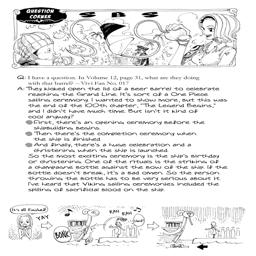 QUESTION
CORNER
Q: I have a question. In Volume 12, page 31, what are they doing
with that barrel? – Vivi Fan No. 017
A: They kicked open the lid of a beer barrel to celebrate
reaching the Grand Line. It's sort of a One Piece
sailing ceremony I wanted to show more, but this was
the end of the 100th chapter, "The Legend Begins,"
and I don't have much time. But isn't it kind of
cool anyway?
First, there's an opening ceremony before the
shipbuilding begins.
Then there's the completion ceremony when
the ship is finished.
And finally, there's a huge celebration and a
christening when the ship is launched.
So the most exciting ceremony is the ship's birthday
or christening. One of the rituals is the striking of
a champagne bottle against the bow of the ship. If the
bottle doesn't break, it's a bad omen. So the person
throwing the bottle has to be very serious about it.
I've heard that Viking sailing ceremonies included the
spilling of sacrificial blood on the ship.
It's all finished!
YAY